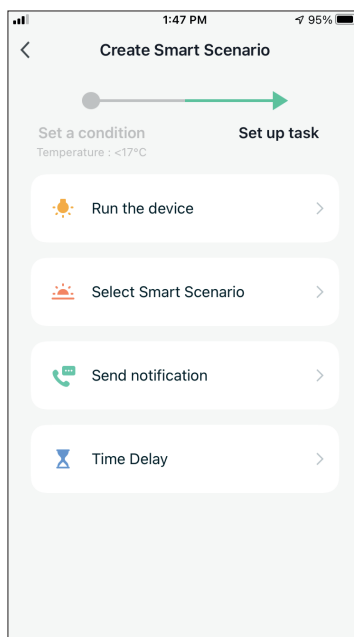 1:47 PM 95%
Create Smart Scenario
Set a condition Set up task
Temperature : <17°C
Run the device
Select Smart Scenario
Send notification
Time Delay